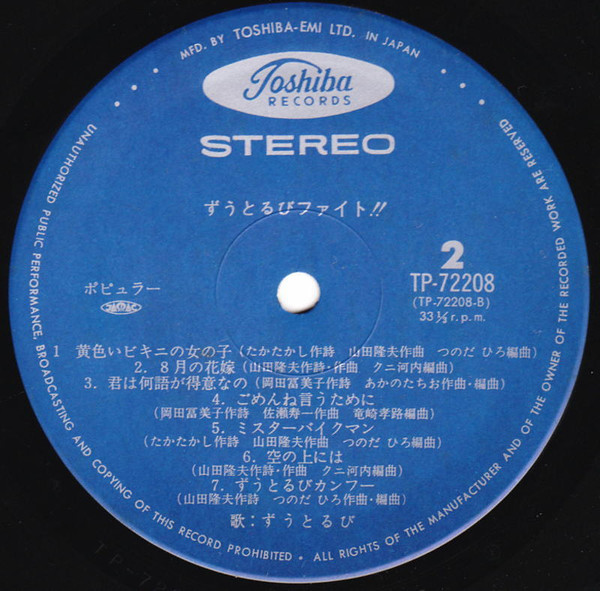 MFD. BY TOSHIBA-EMI LTD. IN JAPAN
Toshiba
RECORDS
STEREO
ずうとるびファイト!!
2
TP-72208
(TP-72208-B)
33⅓r.p.m.
ポピュラー
JASRAC
1 黄色いビキニの女の子(たかたかし作詩 山田隆夫作曲 つのだ ひろ編曲)
2. 8月の花嫁(山田隆夫作詩・作曲 クニ河内編曲)
3. 君は何語が得意なの(岡田冨美子作詩 あかのたちお作曲・編曲)
4. ごめんね言うために
(岡田冨美子作詩 佐瀬寿一作曲 竜崎孝路編曲)
5. ミスターバイクマン
(たかたかし作詩 山田隆夫作曲 つのだ ひろ編曲)
6. 空の上には
(山田隆夫作詩・作曲 クニ河内編曲)
7. ずうとるびカンフー
(山田隆夫作詩 つのだ ひろ作曲・編曲)
歌:ずうとるび
UNAUTHORIZED PUBLIC PERFORMANCE, BROADCASTING AND COPYING OF THIS RECORD PROHIBITED • ALL RIGHTS OF THE MANUFACTURER AND OF THE OWNER OF THE RECORDED WORK ARE RESERVED